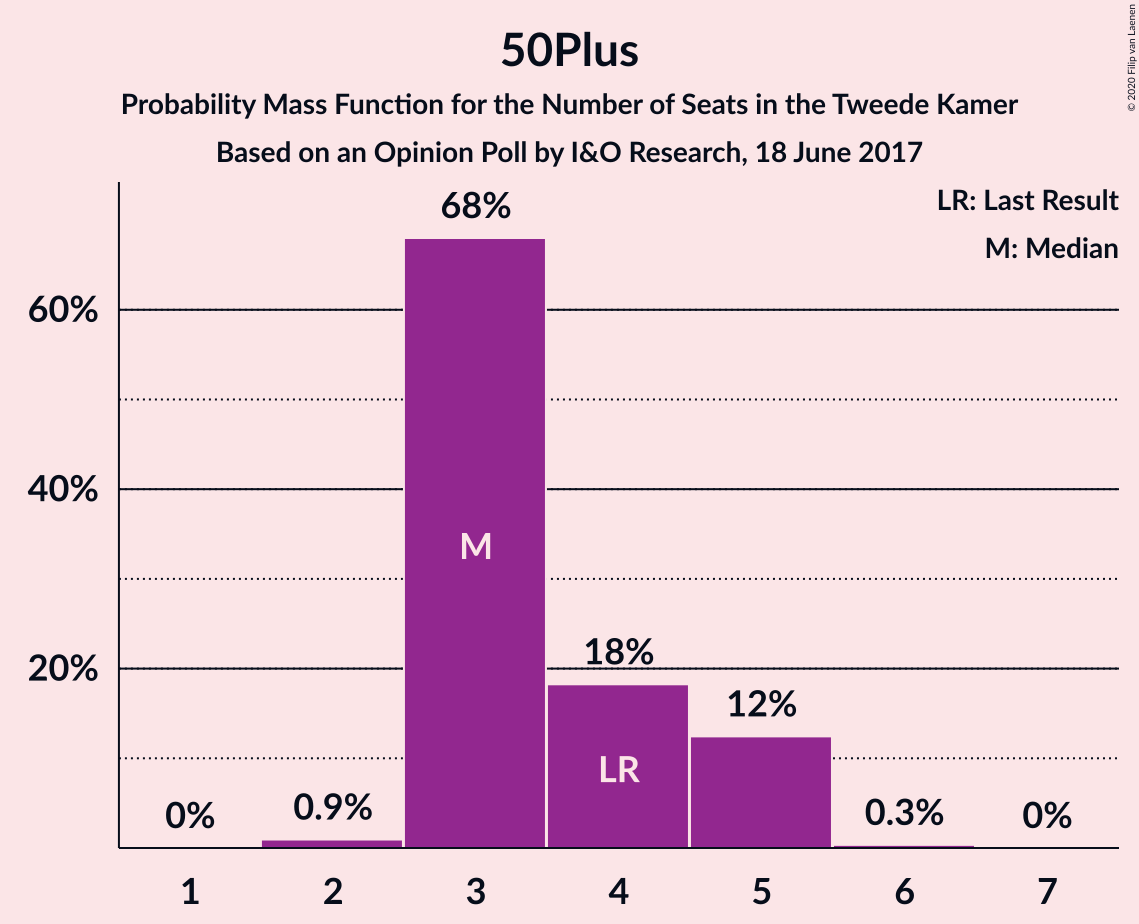 50Plus
Probability Mass Function for the Number of Seats in the Tweede Kamer
Based on an Opinion Poll by I&O Research, 18 June 2017
© 2020 Filip van Laenen
LR: Last Result
M: Median
68%
60%
40%
M
18%
20%
12%
LR
0%
0.9%
0.3%
0%
1 2 3 4 5 6 7